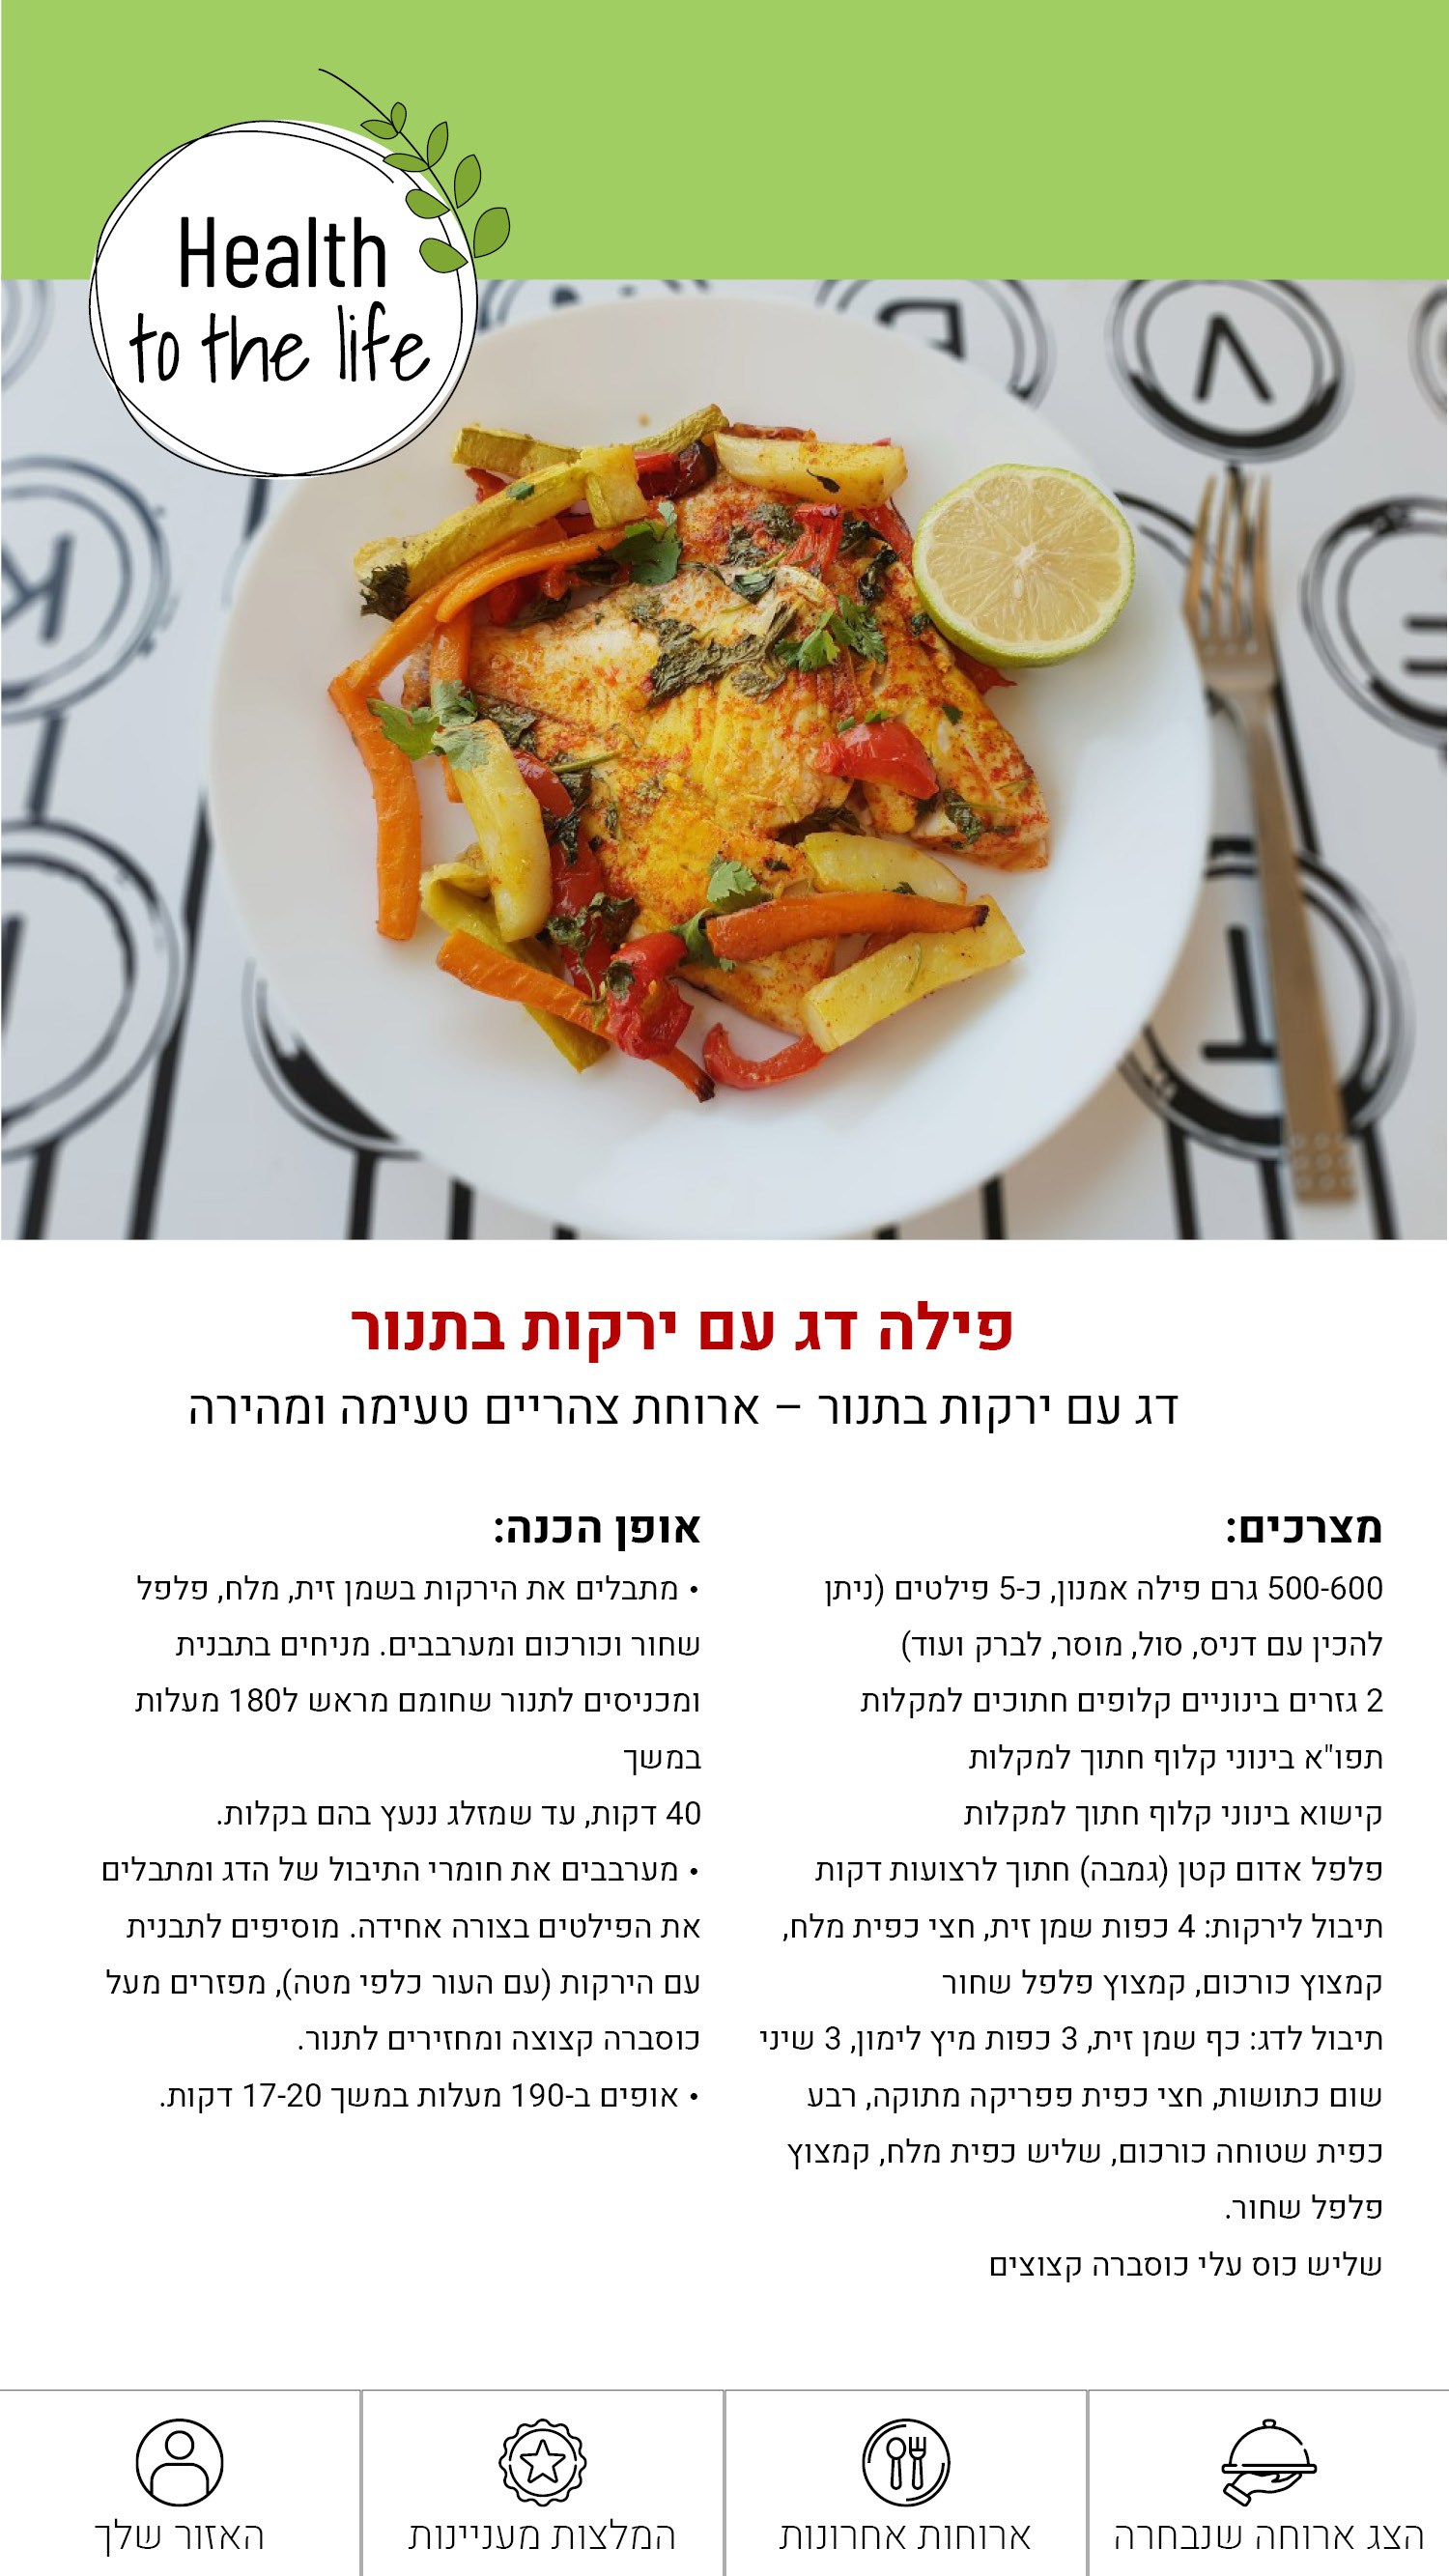 Health
to the life
פילה דג עם ירקות בתנור
דג עם ירקות בתנור – ארוחת צהריים טעימה ומהירה
מצרכים:
500-600 גרם פילה אמנון, כ-5 פילטים (ניתן
להכין עם דניס, סול, מוסר, לברק ועוד)
2 גזרים בינוניים קלופים חתוכים למקלות
תפו"א בינוני קלוף חתוך למקלות
קישוא בינוני קלוף חתוך למקלות
פלפל אדום קטן (גמבה) חתוך לרצועות דקות
תיבול לירקות: 4 כפות שמן זית, חצי כפית מלח,
קמצוץ כורכום, קמצוץ פלפל שחור
תיבול לדג: כף שמן זית, 3 כפות מיץ לימון, 3 שיני
שום כתושות, חצי כפית פפריקה מתוקה, רבע
כפית שטוחה כורכום, שליש כפית מלח, קמצוץ
פלפל שחור.
שליש כוס עלי כוסברה קצוצים
אופן הכנה:
• מתבלים את הירקות בשמן זית, מלח, פלפל
שחור וכורכום ומערבבים. מניחים בתבנית
ומכניסים לתנור שחומם מראש ל180 מעלות
במשך
40 דקות, עד שמזלג ננעץ בהם בקלות.
• מערבבים את חומרי התיבול של הדג ומתבלים
את הפילטים בצורה אחידה. מוסיפים לתבנית
עם הירקות (עם העור כלפי מטה), מפזרים מעל
כוסברה קצוצה ומחזירים לתנור.
• אופים ב-190 מעלות במשך 17-20 דקות.
הצג ארוחה שנבחרה
ארוחות אחרונות
המלצות מעניינות
האזור שלך